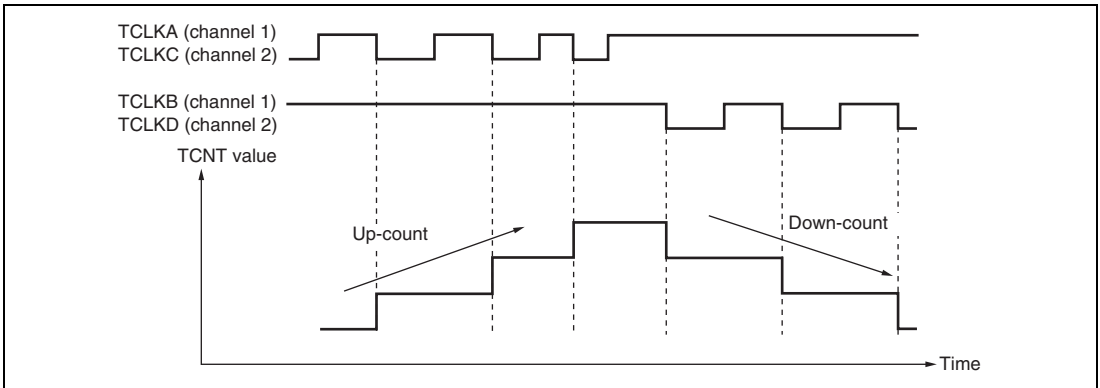 TCLKA (channel 1)
TCLKC (channel 2)
TCLKB (channel 1)
TCLKD (channel 2)
TCNT value
Up-count
Down-count
Time